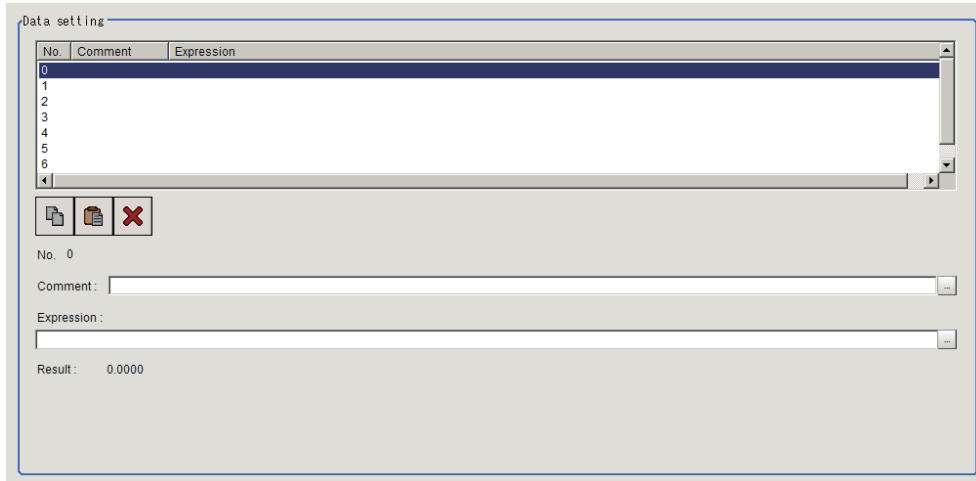 Data setting
No. Comment Expression
0
1
2
3
4
5
6
No. 0
Comment : ...
Expression :
...
Result : 0.0000